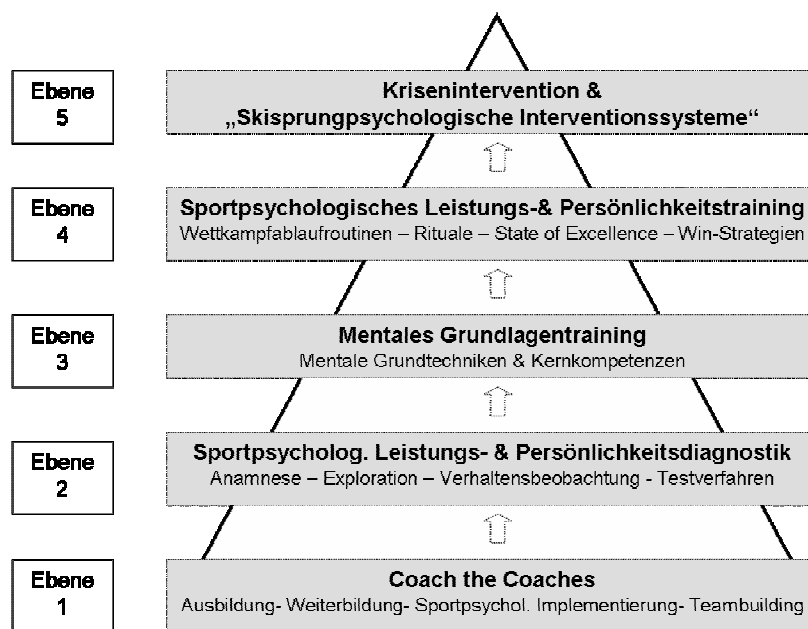 Ebene
5
Krisenintervention &
„Skisprungpsychologische Interventionssysteme“
Ebene
4
Sportpsychologisches Leistungs-& Persönlichkeitstraining
Wettkampfablaufroutinen – Rituale – State of Excellence – Win-Strategien
Ebene
3
Mentales Grundlagentraining
Mentale Grundtechniken & Kernkompetenzen
Ebene
2
Sportpsycholog. Leistungs- & Persönlichkeitsdiagnostik
Anamnese – Exploration – Verhaltensbeobachtung - Testverfahren
Ebene
1
Coach the Coaches
Ausbildung- Weiterbildung- Sportpsychol. Implementierung- Teambuilding